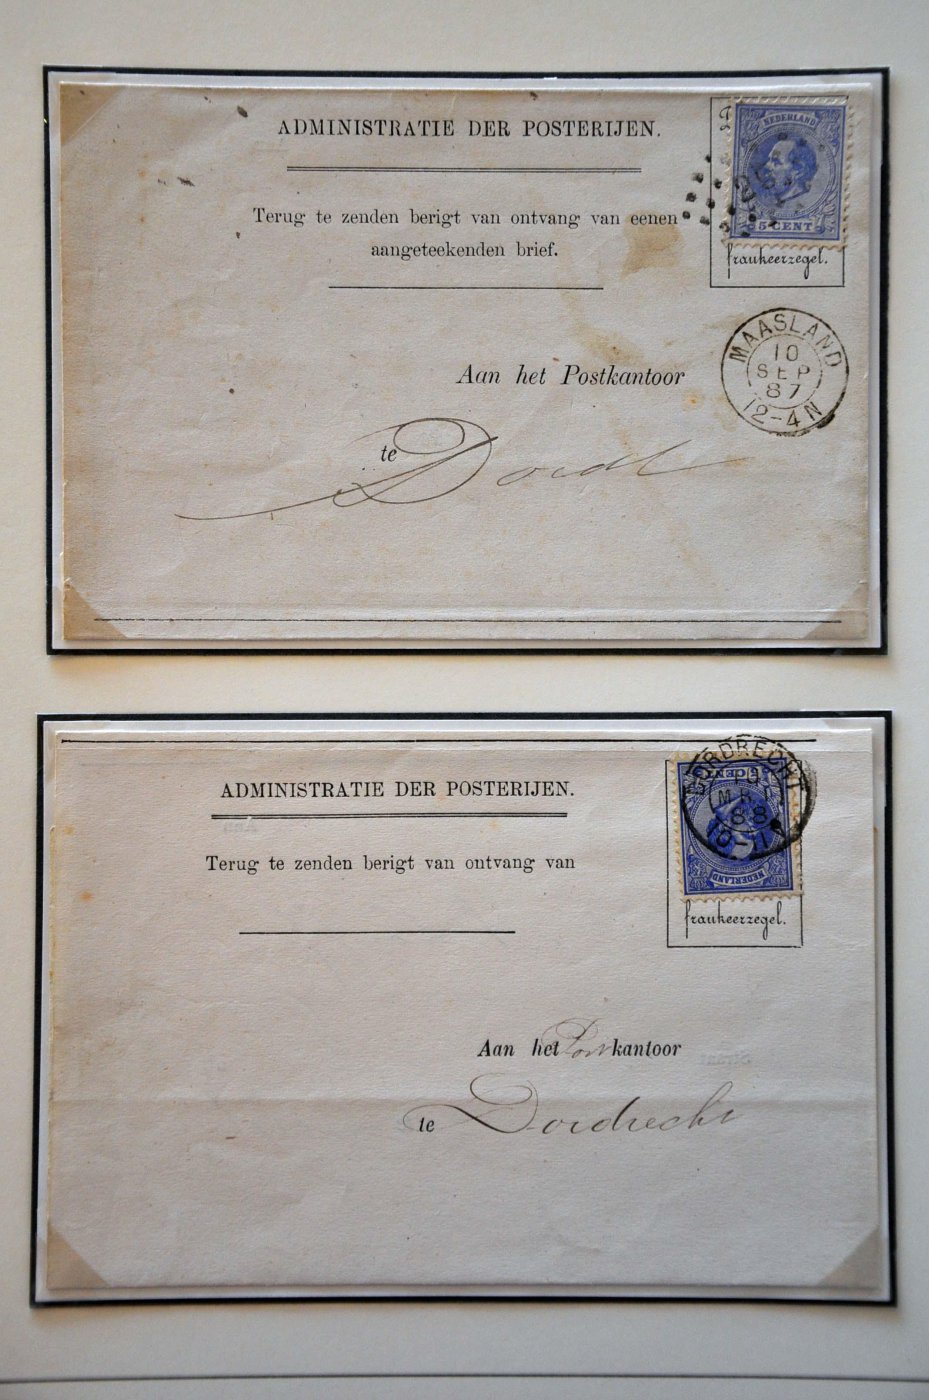 ADMINISTRATIE DER POSTERIJEN.
NEDERLAND
5 CENT
Terug te zenden berigt van ontvang van eenen
aangeteekenden brief.
frankeerzegel.
MAASLAND
10
SEP
87
12-4N
Aan het Postkantoor
te Dordt
DORDRECHT
ADMINISTRATIE DER POSTERIJEN.
88
Terug te zenden berigt van ontvang van
NEDERLAND
frankeerzegel.
Aan het Postkantoor
te Dordrecht